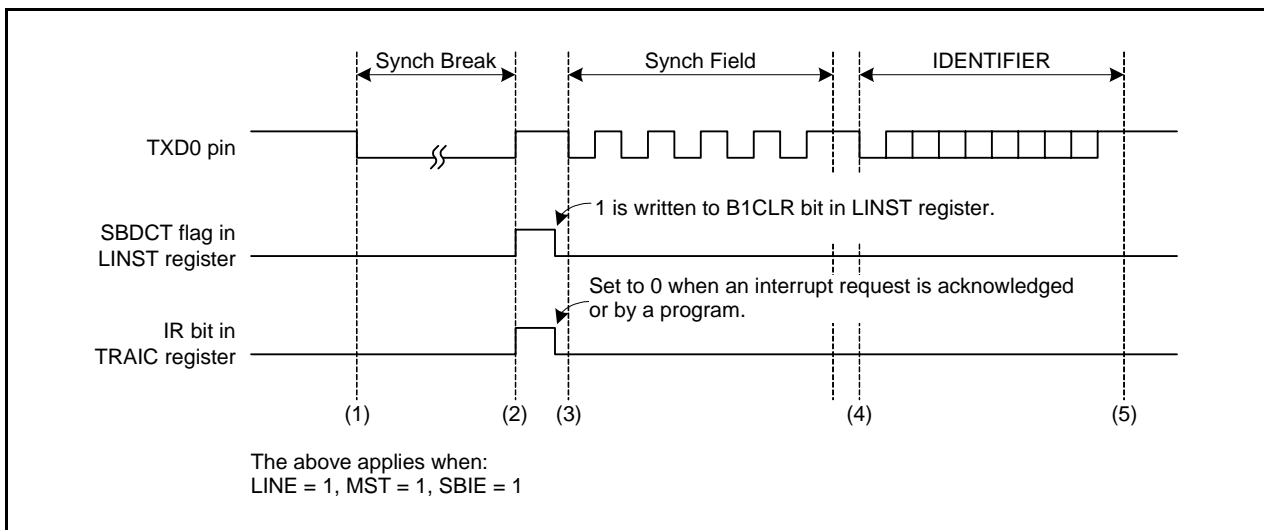 Synch Break
Synch Field
IDENTIFIER
TXD0 pin
1 is written to B1CLR bit in LINST register.
SBDCT flag in
LINST register
Set to 0 when an interrupt request is acknowledged
or by a program.
IR bit in
TRAIC register
(1)
(2)
(3)
(4)
(5)
The above applies when:
LINE = 1, MST = 1, SBIE = 1